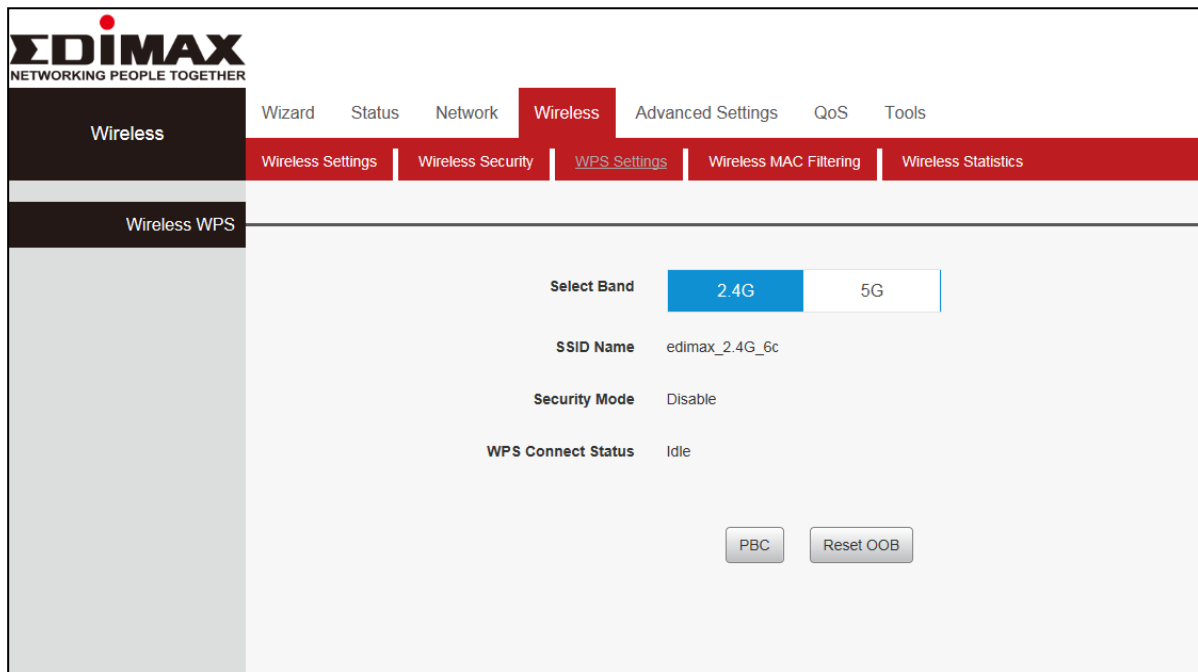 EDIMAX
NETWORKING PEOPLE TOGETHER
Wireless
Wizard Status Network Wireless Advanced Settings QoS Tools
Wireless Settings Wireless Security WPS Settings Wireless MAC Filtering Wireless Statistics
Wireless WPS
Select Band 2.4G 5G
SSID Name edimax_2.4G_6c
Security Mode Disable
WPS Connect Status Idle
PBC Reset OOB